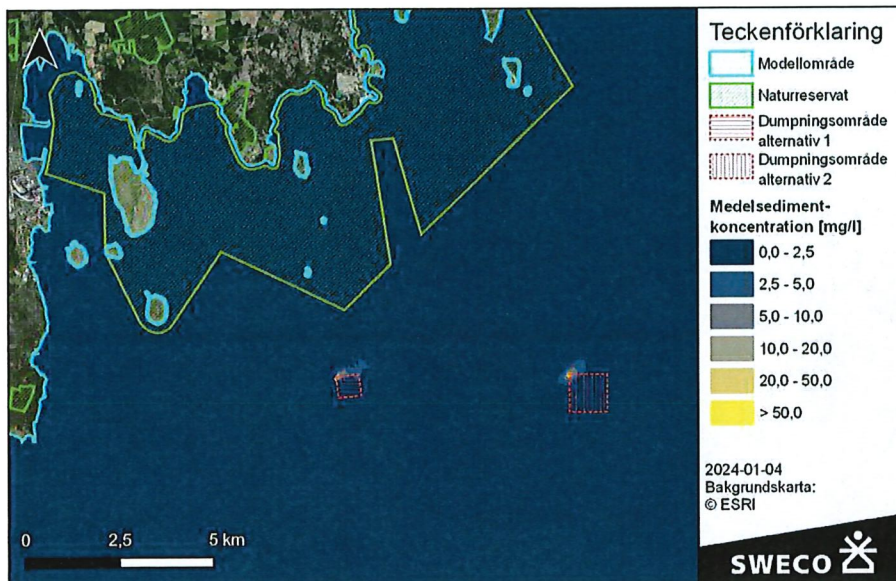 Teckenförklaring
Modellområde
Naturreservat
Dumpningsområde
alternativ 1
Dumpningsområde
alternativ 2
Medelsediment-
koncentration [mg/l]
0,0 - 2,5
2,5 - 5,0
5,0 - 10,0
10,0 - 20,0
20,0 - 50,0
> 50,0
2024-01-04
Bakgrundskarta:
© ESRI
SWECO
0 2,5 5 km